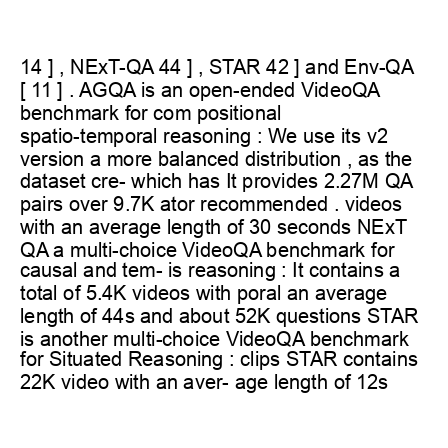 14 ] , NExT-QA 44 ] , STAR 42 ] and Env-QA
[ 11 ] . AGQA is an open-ended VideoQA
benchmark for com positional
spatio-temporal reasoning : We use its v2
version a more balanced distribution , as the
dataset cre- which has It provides 2.27M QA
pairs over 9.7K ator recommended . videos
with an average length of 30 seconds NExT
QA a multi-choice VideoQA benchmark for
causal and tem- is reasoning : It contains a
total of 5.4K videos with poral an average
length of 44s and about 52K questions STAR
is another multi-choice VideoQA benchmark
for Situated Reasoning : clips STAR contains
22K video with an aver- age length of 12s